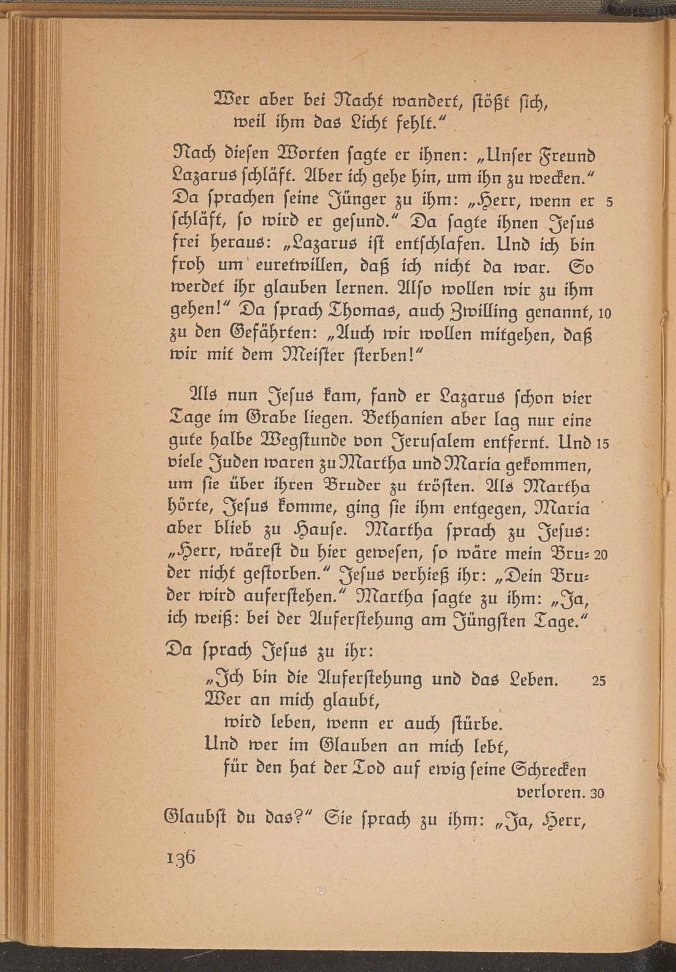 Wer aber bei Nacht wandert, stößt sich,
weil ihm das Licht fehlt.“
Nach diesen Worten sagte er ihnen: „Unser Freund
Lazarus schläft. Aber ich gehe hin, um ihn zu wecken.“
Da sprachen seine Jünger zu ihm: „Herr, wenn er 5
schläft, so wird er gesund.“ Da sagte ihnen Jesus
frei heraus: „Lazarus ist entschlafen. Und ich bin
froh um euretwillen, daß ich nicht da war. So
werdet ihr glauben lernen. Also wollen wir zu ihm
gehen!“ Da sprach Thomas, auch Zwilling genannt, 10
zu den Gefährten: „Auch wir wollen mitgehen, daß
wir mit dem Meister sterben!“
Als nun Jesus kam, fand er Lazarus schon vier
Tage im Grabe liegen. Bethanien aber lag nur eine
gute halbe Wegstunde von Jerusalem entfernt. Und 15
viele Juden waren zu Martha und Maria gekommen,
um sie über ihren Bruder zu trösten. Als Martha
hörte, Jesus komme, ging sie ihm entgegen, Maria
aber blieb zu Hause. Martha sprach zu Jesus:
„Herr, wärest du hier gewesen, so wäre mein Bru- 20
der nicht gestorben.“ Jesus verhieß ihr: „Dein Bru-
der wird auferstehen.“ Martha sagte zu ihm: „Ja,
ich weiß: bei der Auferstehung am Jüngsten Tage.“
Da sprach Jesus zu ihr:
„Ich bin die Auferstehung und das Leben. 25
Wer an mich glaubt,
wird leben, wenn er auch stürbe.
Und wer im Glauben an mich lebt,
für den hat der Tod auf ewig seine Schrecken
verloren. 30
Glaubst du das?“ Sie sprach zu ihm: „Ja, Herr,
136